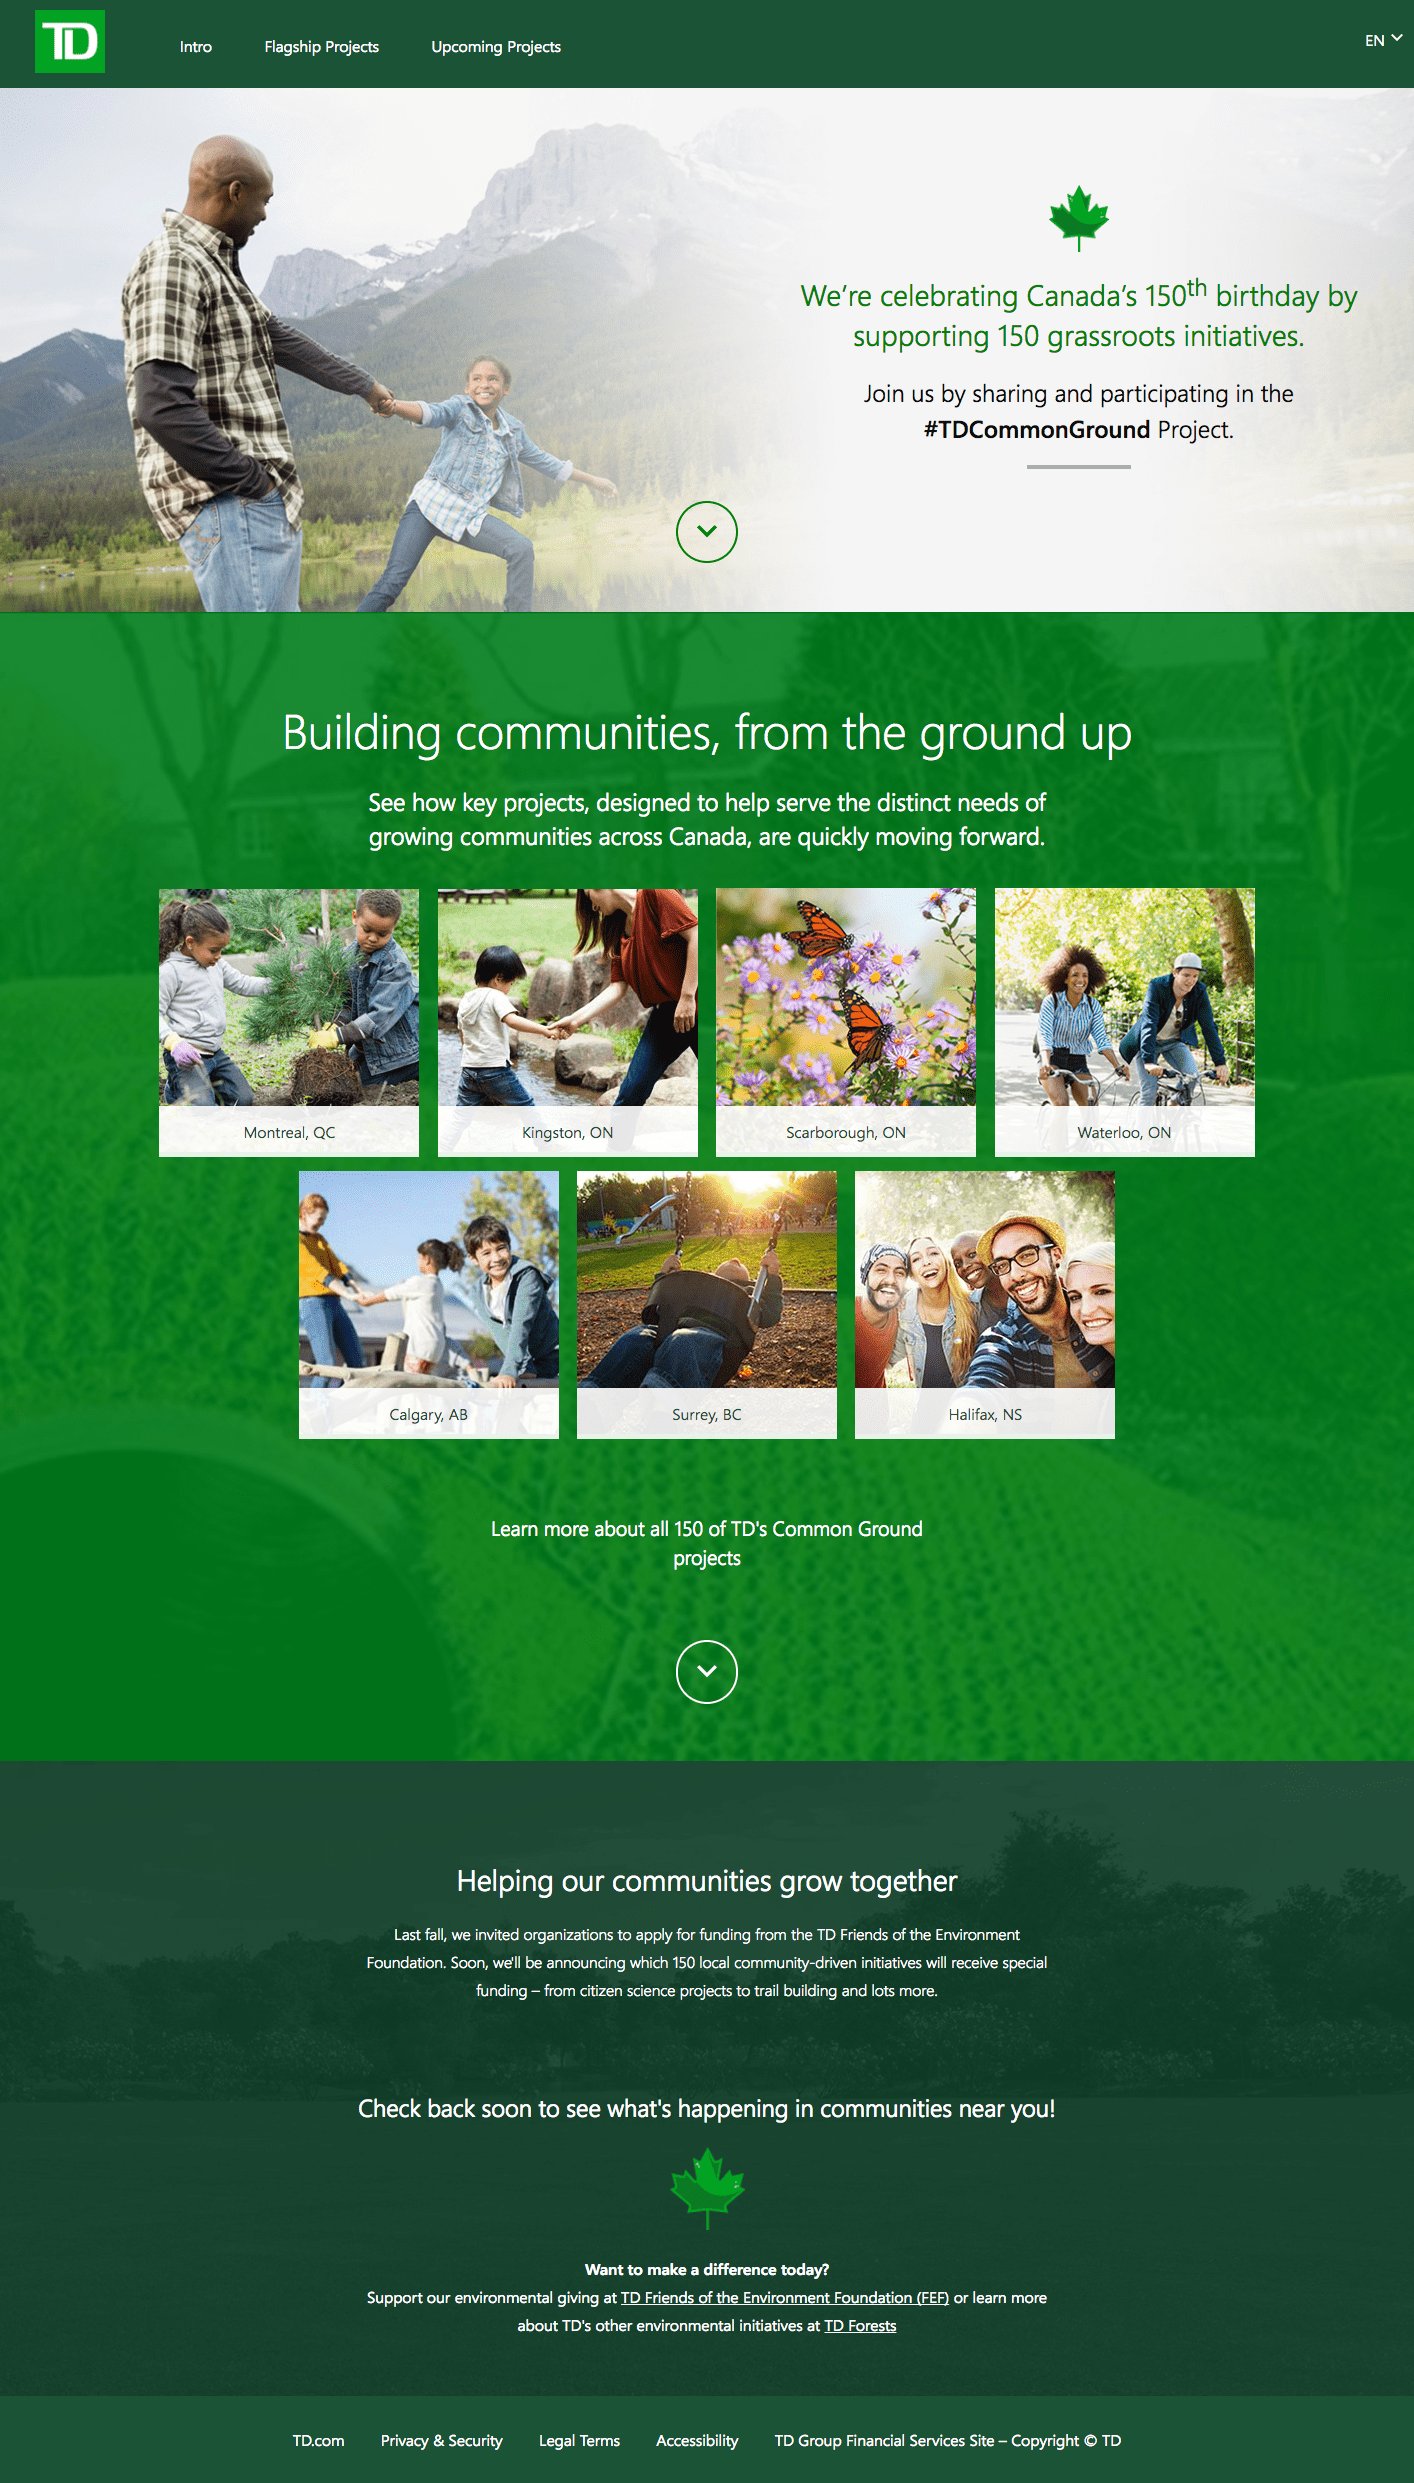 TD
Intro
Flagship Projects
Upcoming Projects
EN
We're celebrating Canada's 150th birthday by
supporting 150 grassroots initiatives.
Join us by sharing and participating in the
#TDCommonGround Project.
Building communities, from the ground up
See how key projects, designed to help serve the distinct needs of
growing communities across Canada, are quickly moving forward.
Montreal, QC
Kingston, ON
Scarborough, ON
Waterloo, ON
Calgary, AB
Surrey, BC
Halifax, NS
Learn more about all 150 of TD's Common Ground
projects
Helping our communities grow together
Last fall, we invited organizations to apply for funding from the TD Friends of the Environment
Foundation. Soon, we'll be announcing which 150 local community-driven initiatives will receive special
funding – from citizen science projects to trail building and lots more.
Check back soon to see what's happening in communities near you!
Want to make a difference today?
Support our environmental giving at TD Friends of the Environment Foundation (FEF) or learn more
about TD's other environmental initiatives at TD Forests
TD.com
Privacy & Security
Legal Terms
Accessibility
TD Group Financial Services Site – Copyright © TD